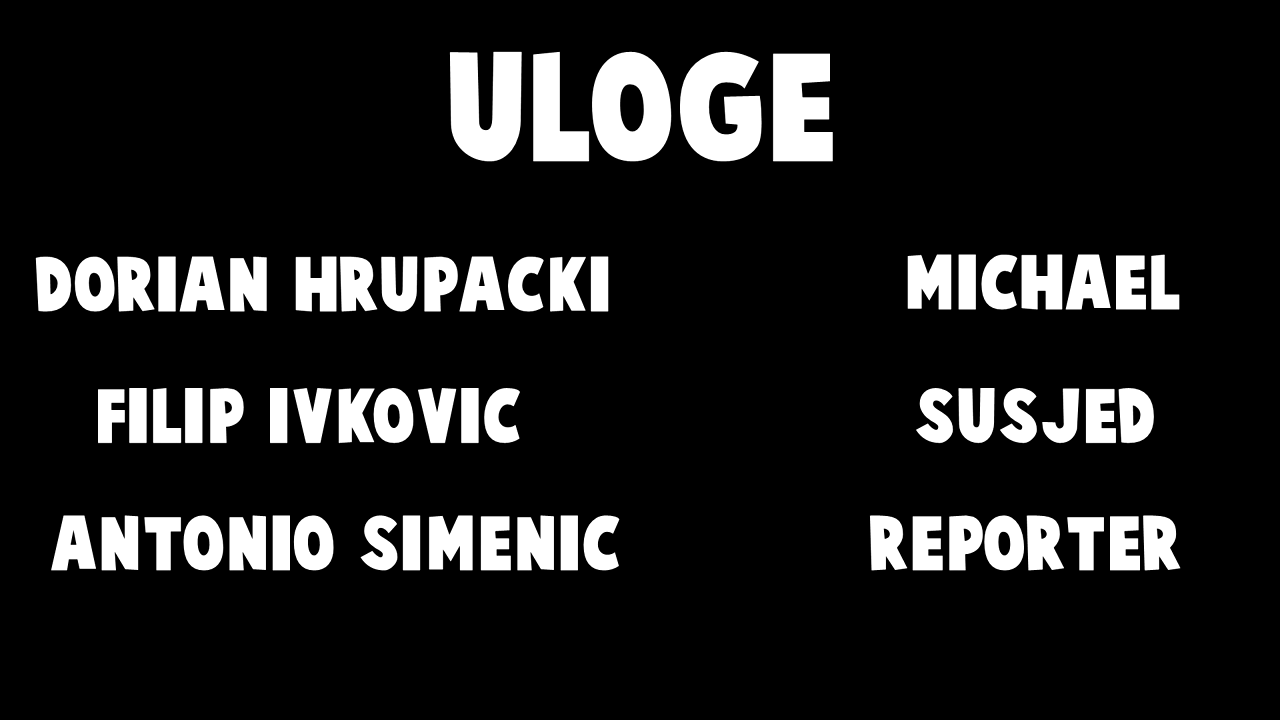 ULOGE
DORIAN HRUPACKI MICHAEL
FILIP IVKOVIC SUSJED
ANTONIO SIMENIC REPORTER